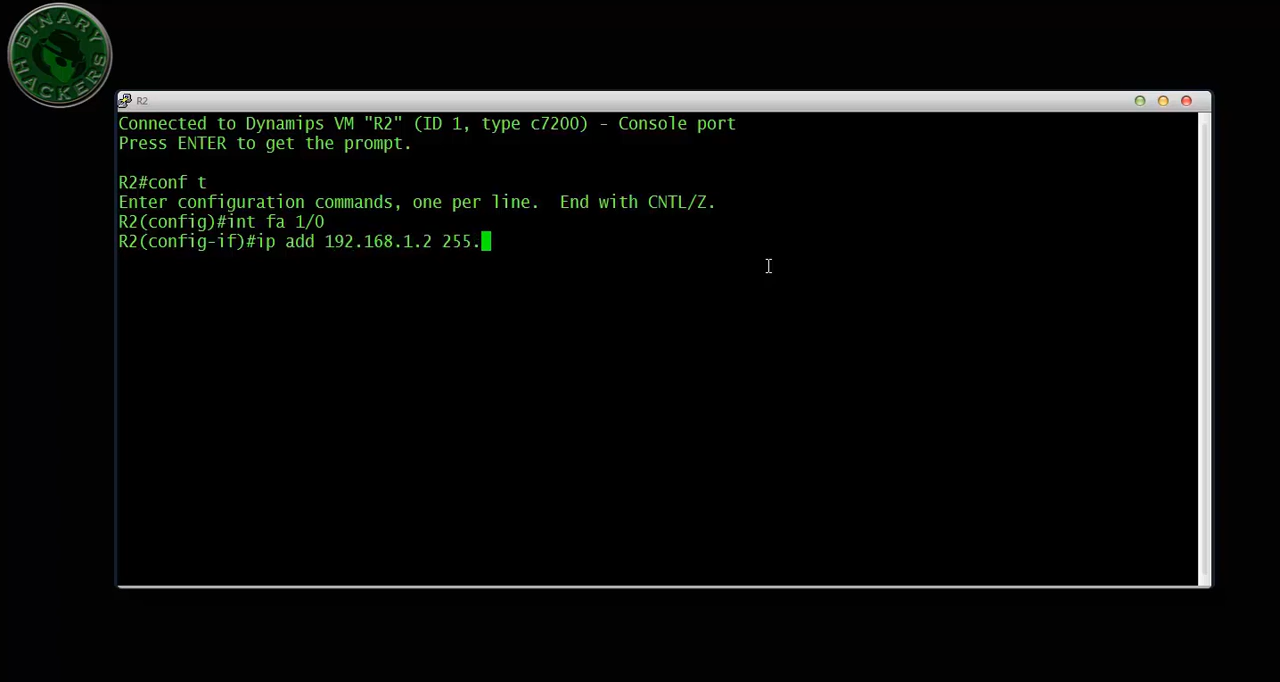 BINARY
HACKERS
R2
Connected to Dynamips VM "R2" (ID 1, type c7200) - Console port
Press ENTER to get the prompt.
R2#conf t
Enter configuration commands, one per line.  End with CNTL/Z.
R2(config)#int fa 1/0
R2(config-if)#ip add 192.168.1.2 255.